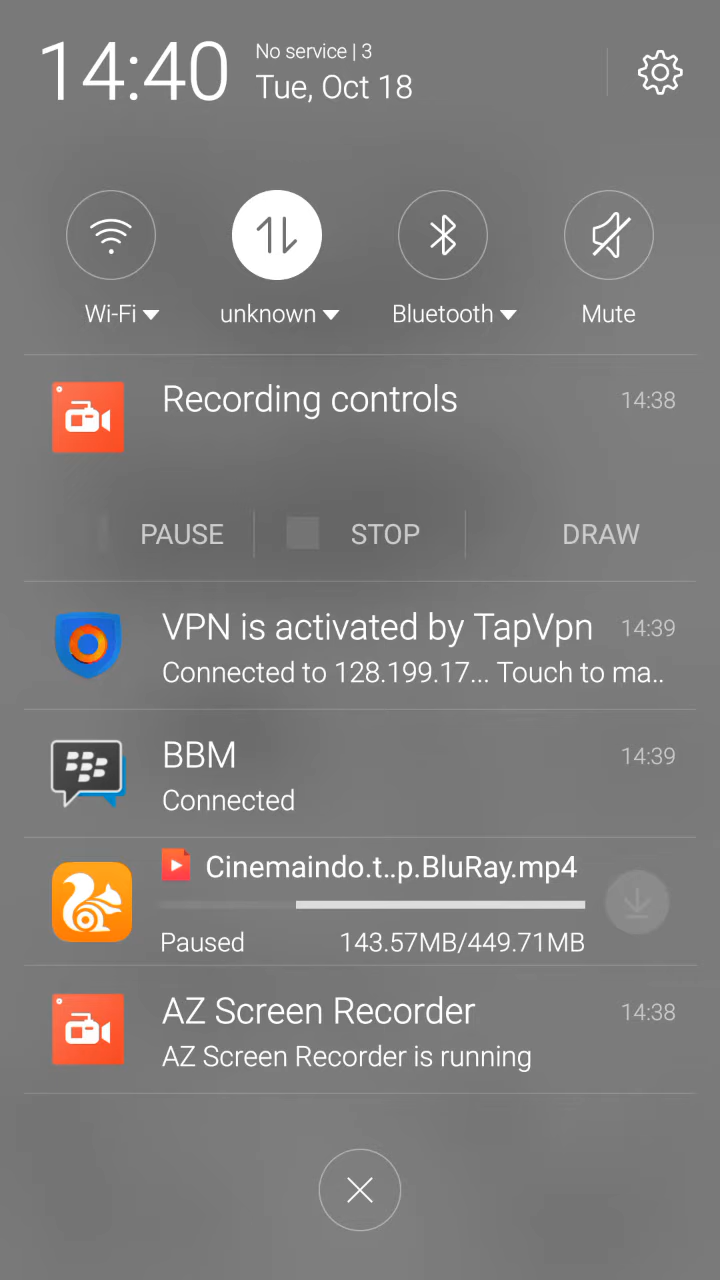 14:40
No service | 3
Tue, Oct 18
Wi-Fi
unknown
Bluetooth
Mute
Recording controls
14:38
PAUSE
STOP
DRAW
VPN is activated by TapVpn
14:39
Connected to 128.199.17... Touch to ma..
BBM
14:39
Connected
Cinemaindo.t..p.BluRay.mp4
Paused
143.57MB/449.71MB
AZ Screen Recorder
14:38
AZ Screen Recorder is running